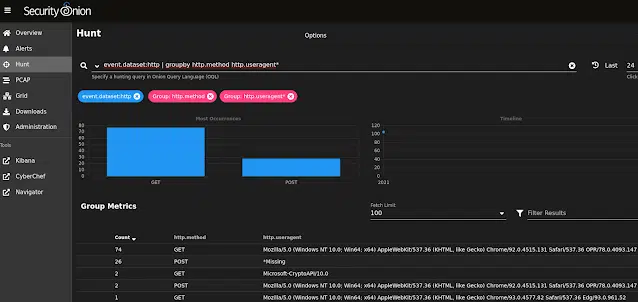 Security Onion
Overview
Alerts
Hunt
PCAP
Grid
Downloads
Administration
Tools
Kibana
CyberChef
Navigator
Hunt
Options
event.dataset:http | groupby http.method http.useragent*
Specify a hunting query in Onion Query Language (OQL)
Last
24
Click
event.dataset:http
Group: http.method
Group: http.useragent*
Most Occurrences
80
70
60
50
40
30
20
10
0
GET
POST
Timeline
120
100
80
60
40
20
0
2021
Group Metrics
Fetch Limit
100
Filter Results
Count http.method http.useragent
74 GET Mozilla/5.0 (Windows NT 10.0; Win64; x64) AppleWebKit/537.36 (KHTML, like Gecko) Chrome/92.0.4515.131 Safari/537.36 OPR/78.0.4093.147
26 POST *Missing
2 GET Microsoft-CryptoAPI/10.0
2 POST Mozilla/5.0 (Windows NT 10.0; Win64; x64) AppleWebKit/537.36 (KHTML, like Gecko) Chrome/92.0.4515.131 Safari/537.36 OPR/78.0.4093.147
1 GET Mozilla/5.0 (Windows NT 10.0; Win64; x64) AppleWebKit/537.36 (KHTML, like Gecko) Chrome/93.0.4577.63 Safari/537.36 Edg/93.0.961.52